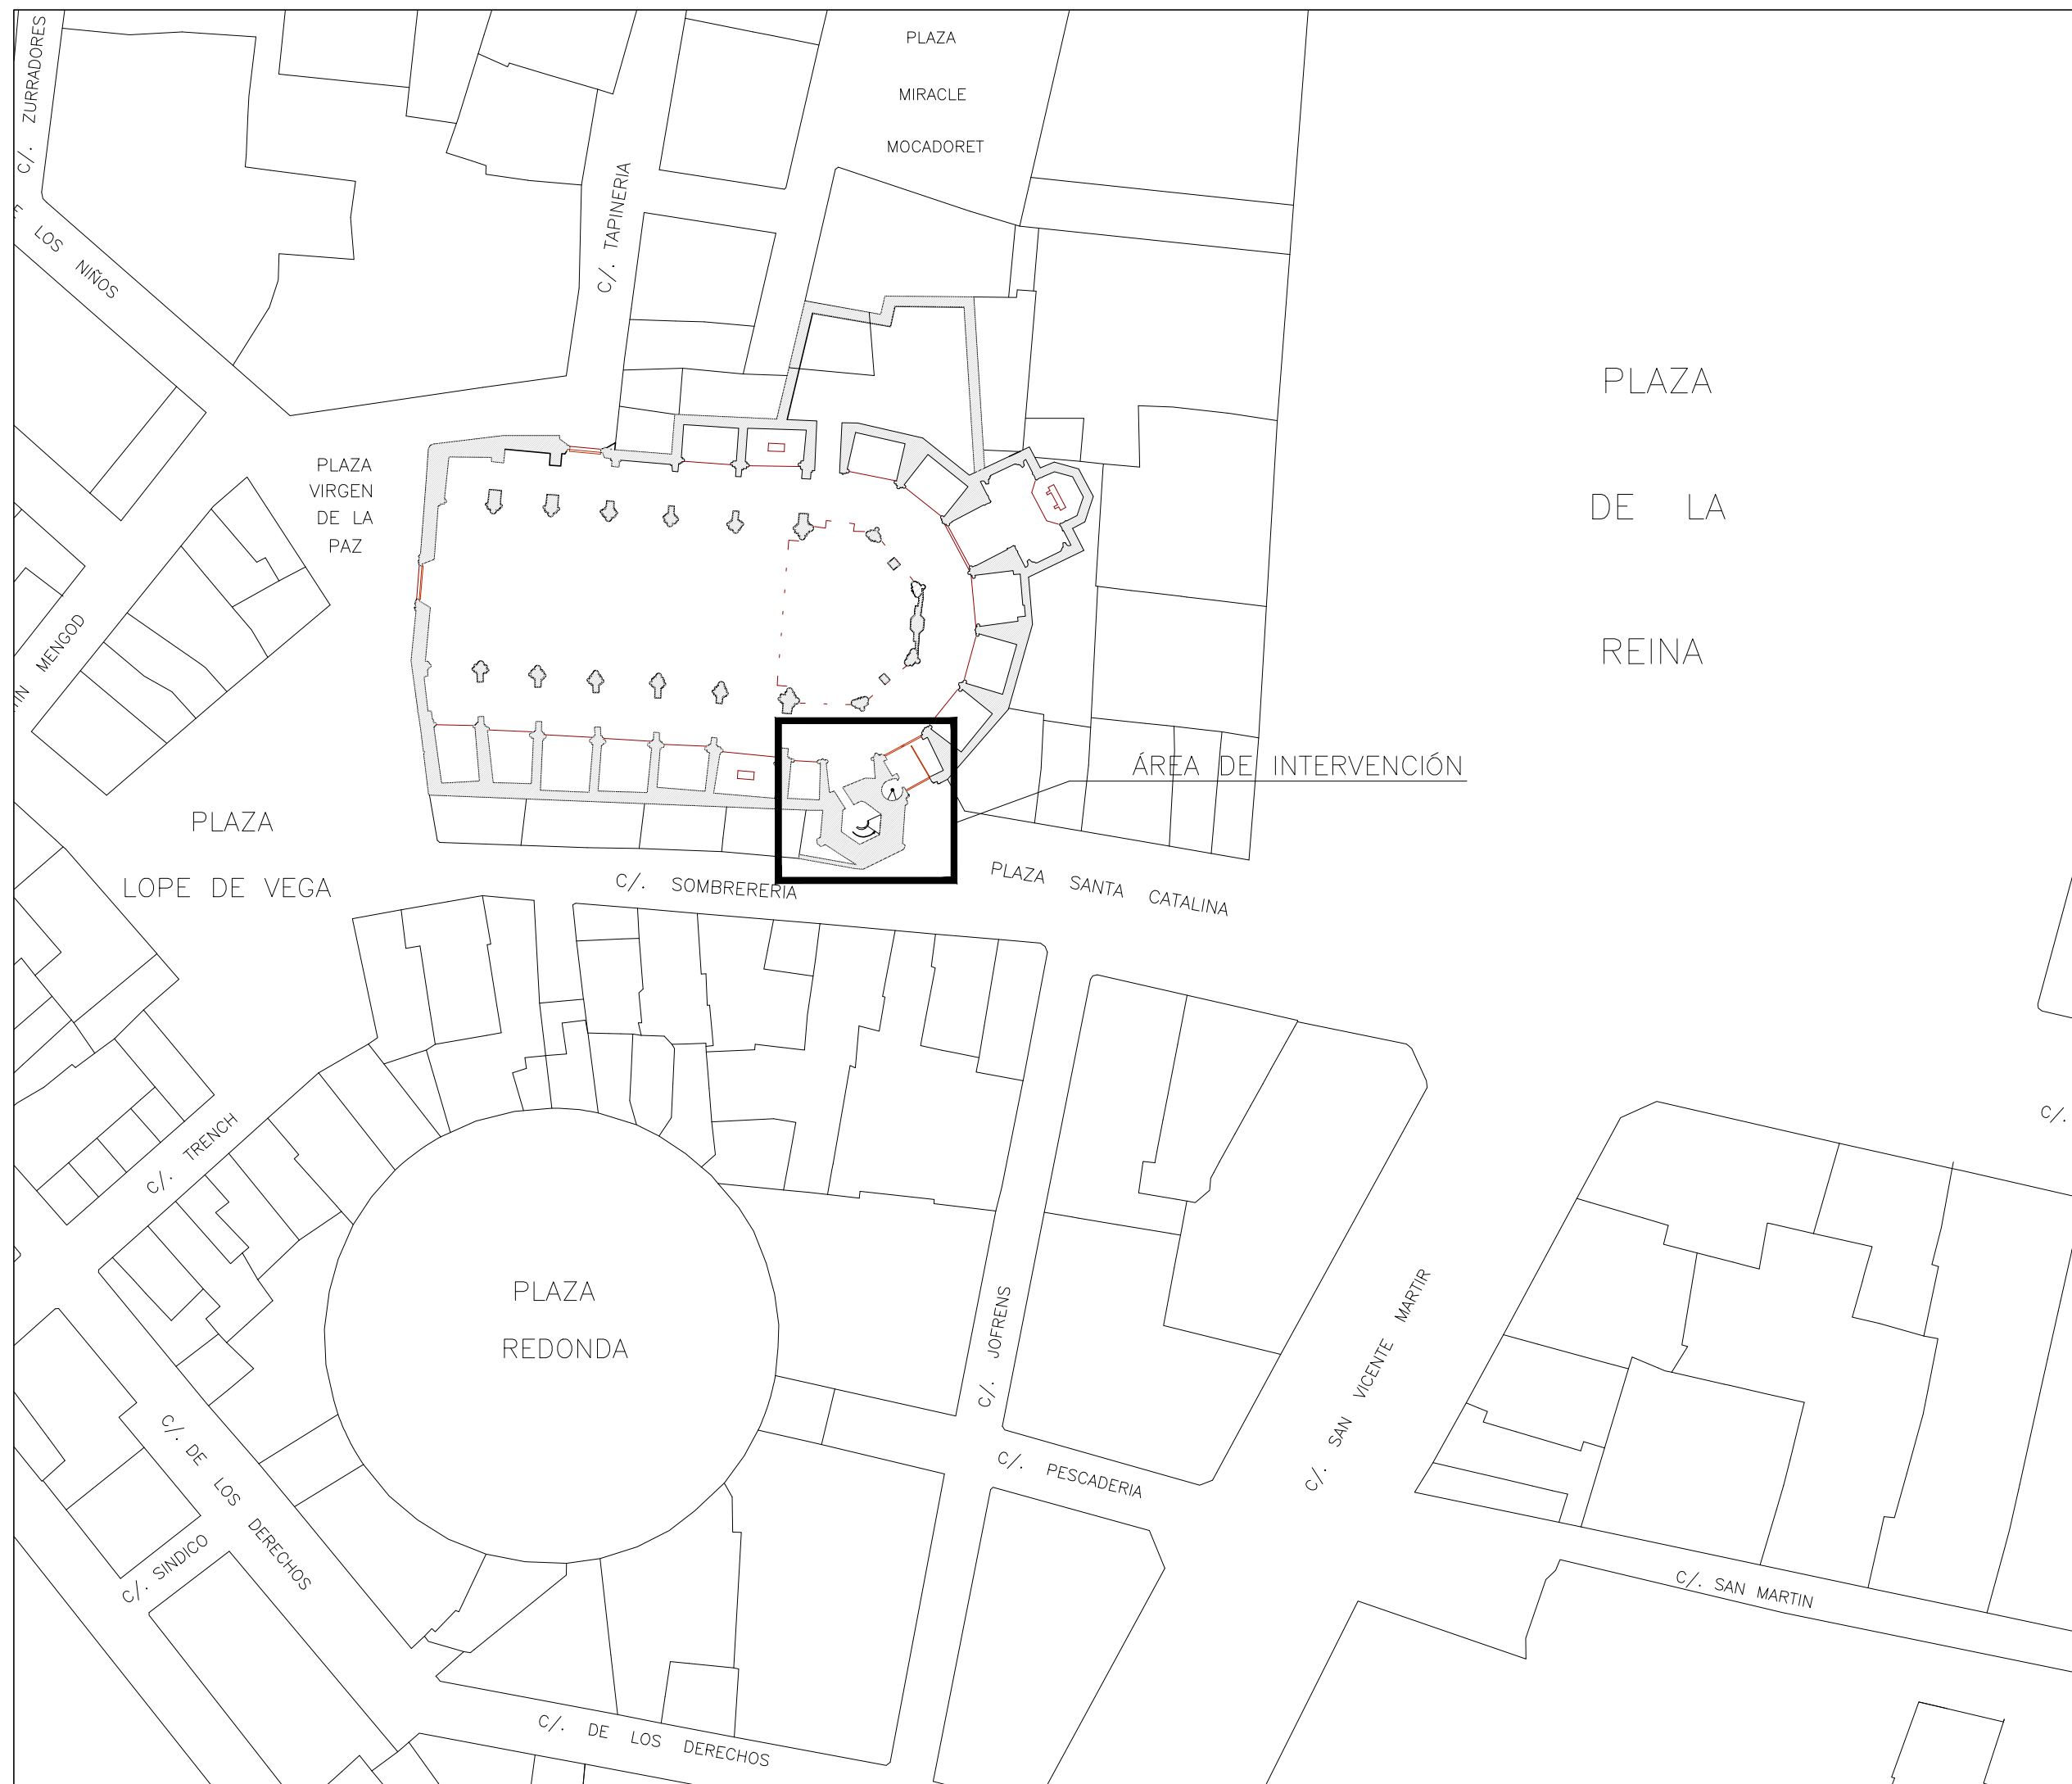 C/. ZURRADORES
PLAZA
MIRACLE
MOCADORET
C/. TAPINERIA
LOS NIÑOS
PLAZA
VIRGEN
DE LA
PAZ
PLAZA
DE LA
REINA
MENGOD
ÁREA DE INTERVENCIÓN
PLAZA
LOPE DE VEGA
C/. SOMBRERERIA
PLAZA SANTA CATALINA
C/. TRENCH
C/.
PLAZA
REDONDA
C/. JOFRENS
C/. SAN VICENTE MARTIR
C/. DE LOS DERECHOS
C/. PESCADERIA
C/. SINDICO
C/. SAN MARTIN
C/. DE LOS DERECHOS